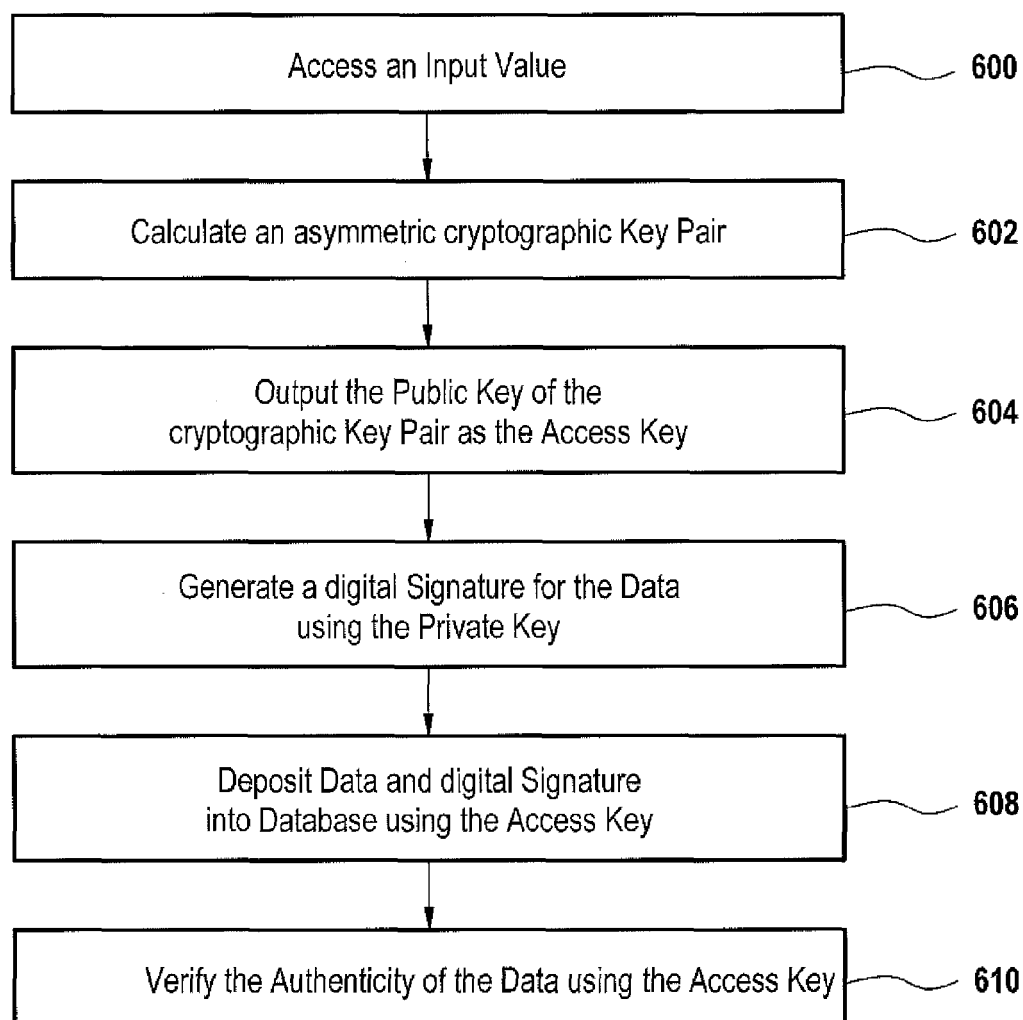 Access an Input Value
600
Calculate an asymmetric cryptographic Key Pair
602
Output the Public Key of the
cryptographic Key Pair as the Access Key
604
Generate a digital Signature for the Data
using the Private Key
606
Deposit Data and digital Signature
into Database using the Access Key
608
Verify the Authenticity of the Data using the Access Key
610